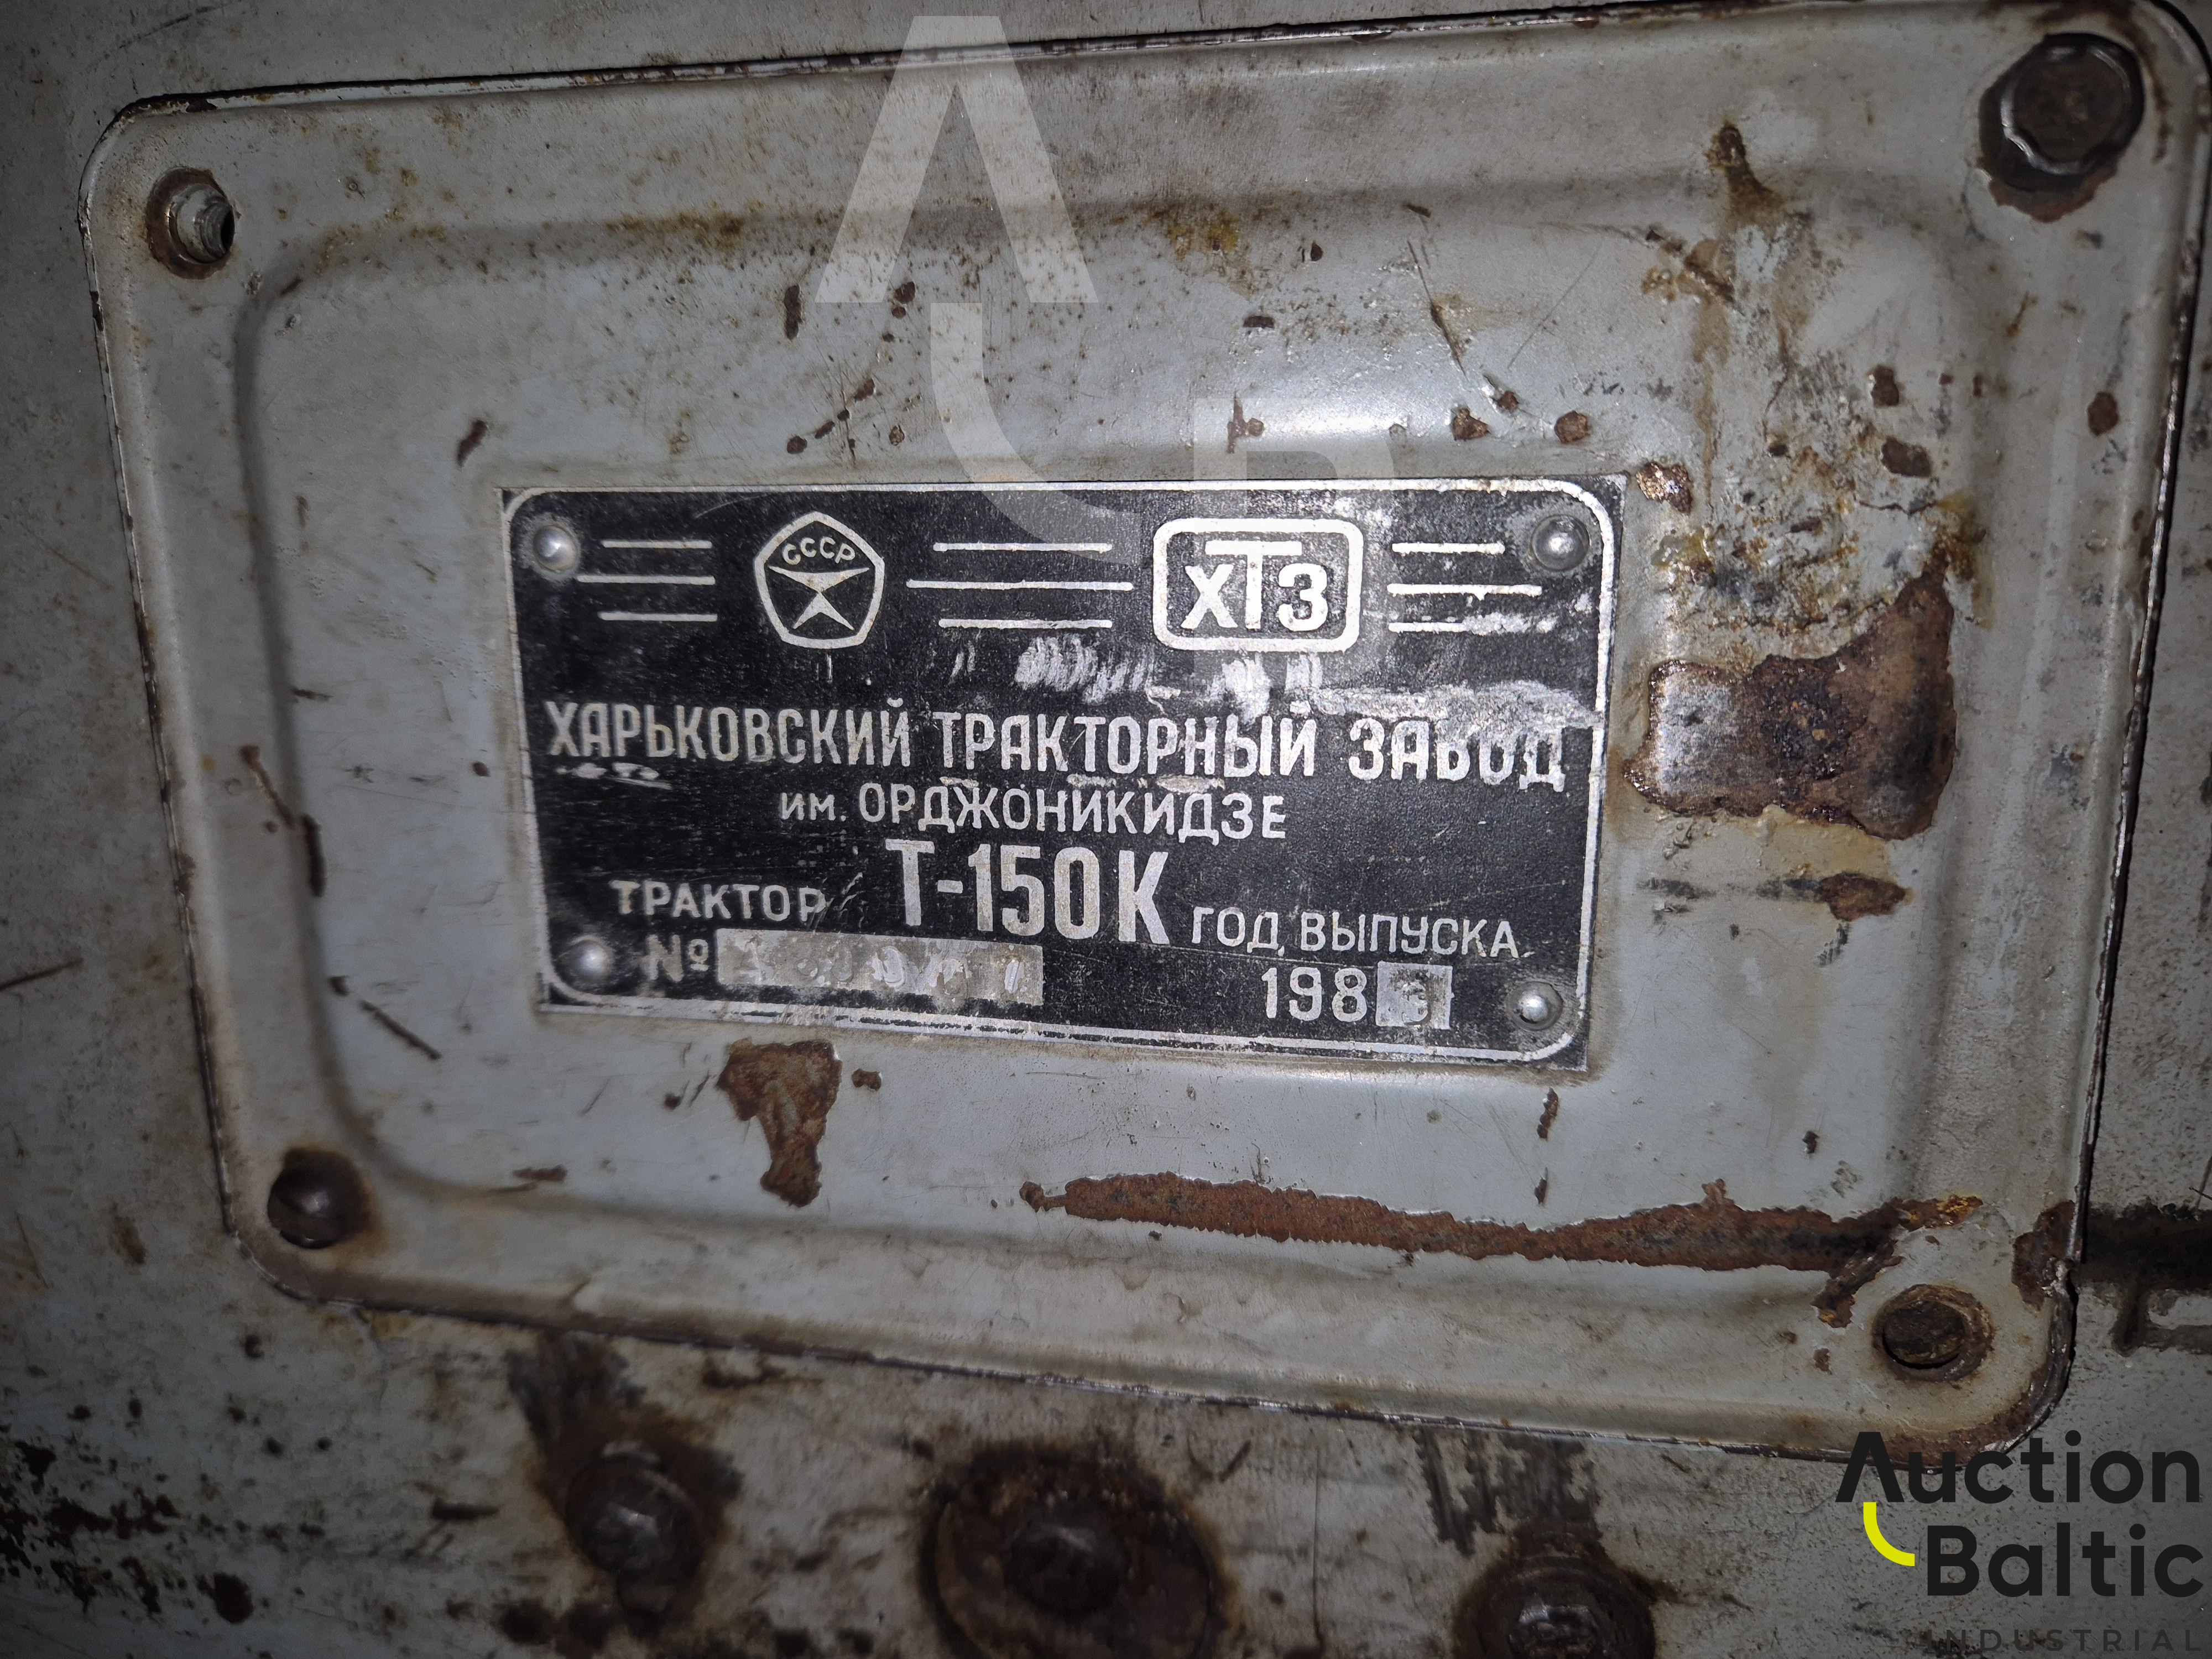 СССР
ХТЗ
ХАРЬКОВСКИЙ ТРАКТОРНЫЙ ЗАВОД
им. ОРДЖОНИКИДЗЕ
ТРАКТОР Т-150К ГОД ВЫПУСКА
№
Auction
Baltic
INDUSTRIAL